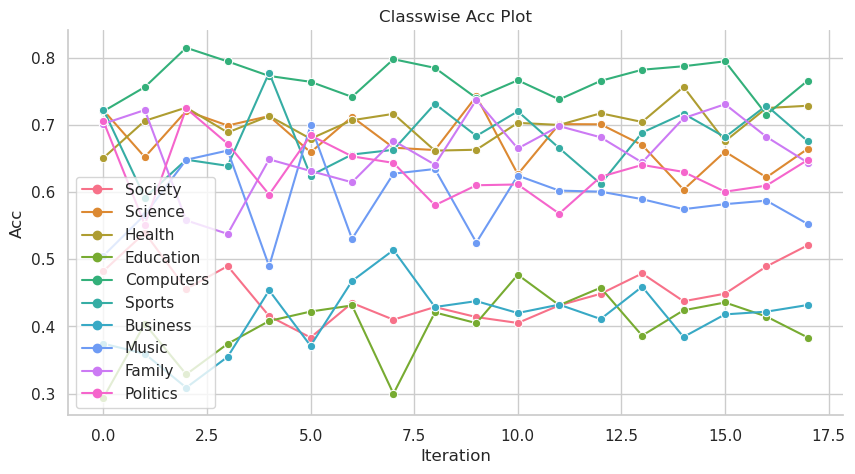 Classwise Acc Plot
0.8
0.7
0.6
0.5
0.4
0.3
Acc
Society
Science
Health
Education
Computers
Sports
Business
Music
Family
Politics
0.0 2.5 5.0 7.5 10.0 12.5 15.0 17.5
Iteration